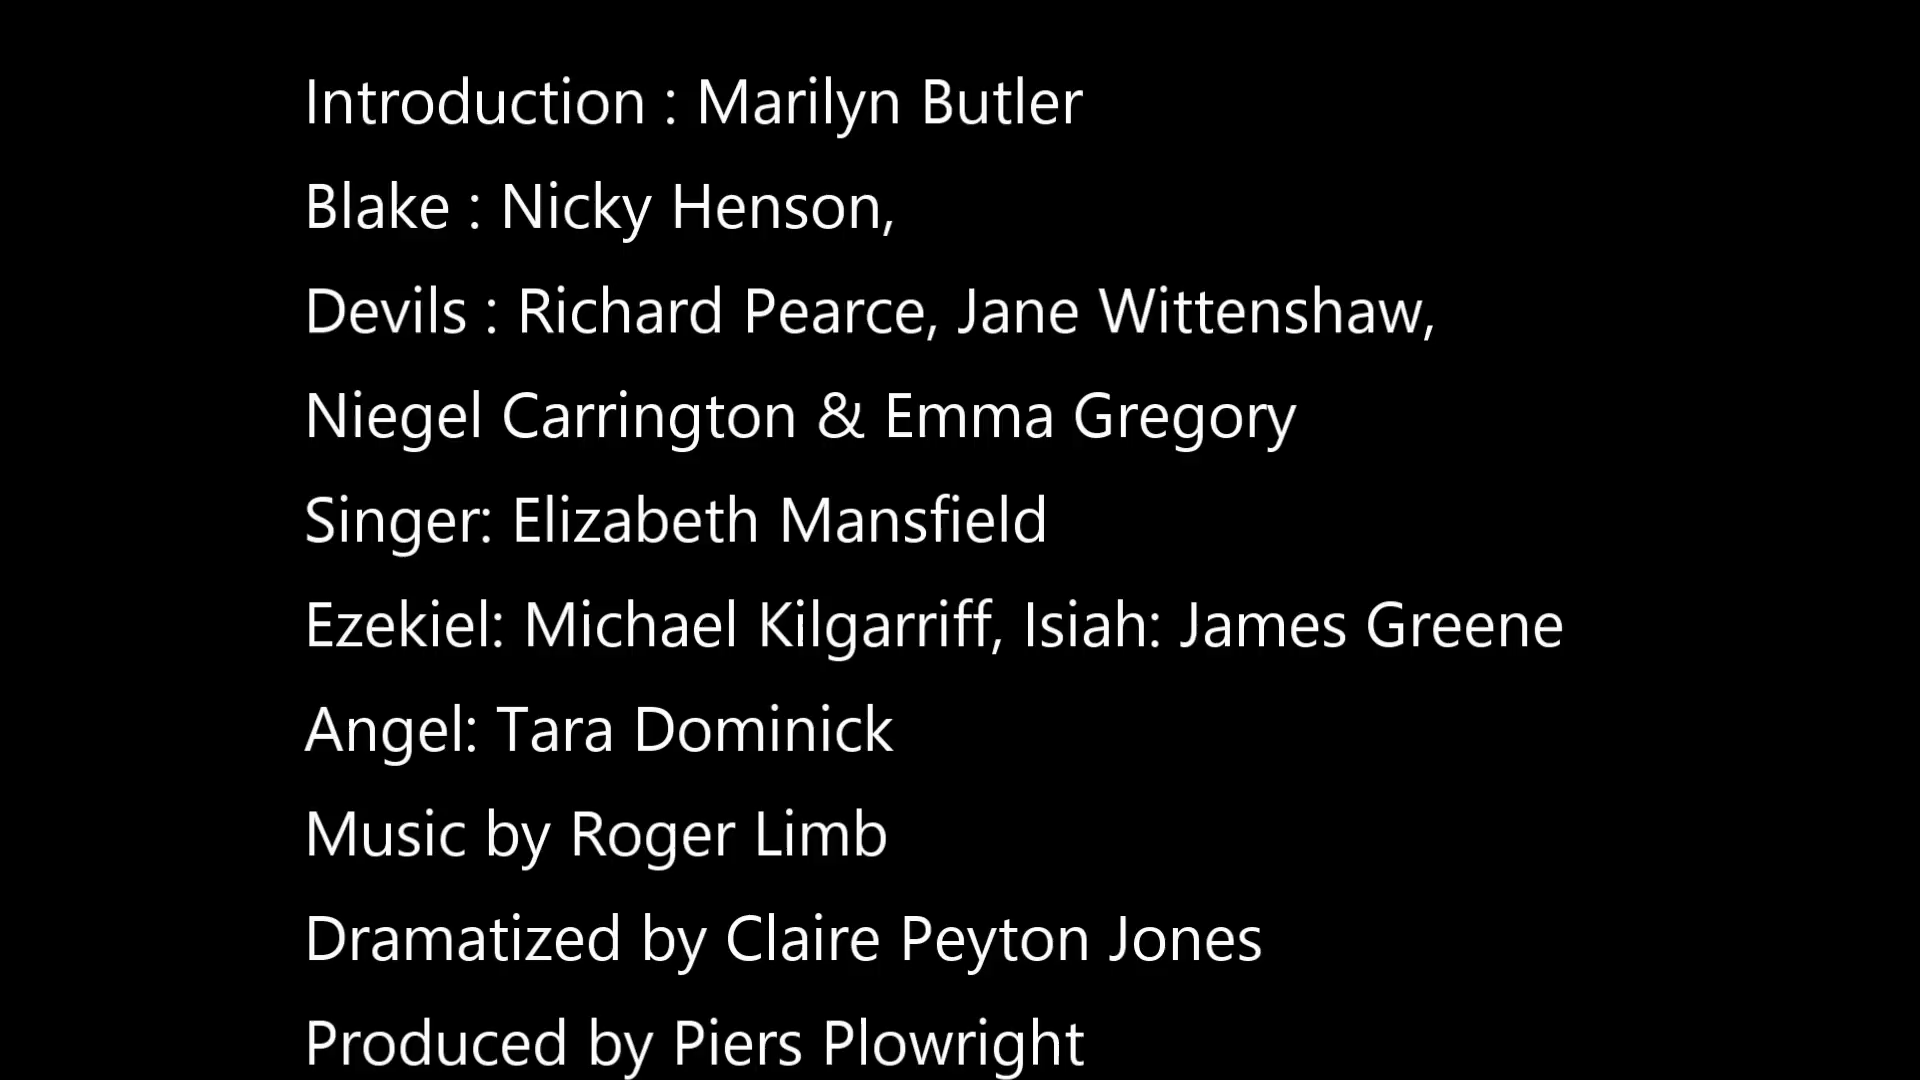 Introduction : Marilyn Butler
Blake : Nicky Henson,
Devils : Richard Pearce, Jane Wittenshaw,
Niegel Carrington & Emma Gregory
Singer: Elizabeth Mansfield
Ezekiel: Michael Kilgarriff, Isiah: James Greene
Angel: Tara Dominick
Music by Roger Limb
Dramatized by Claire Peyton Jones
Produced by Piers Plowright